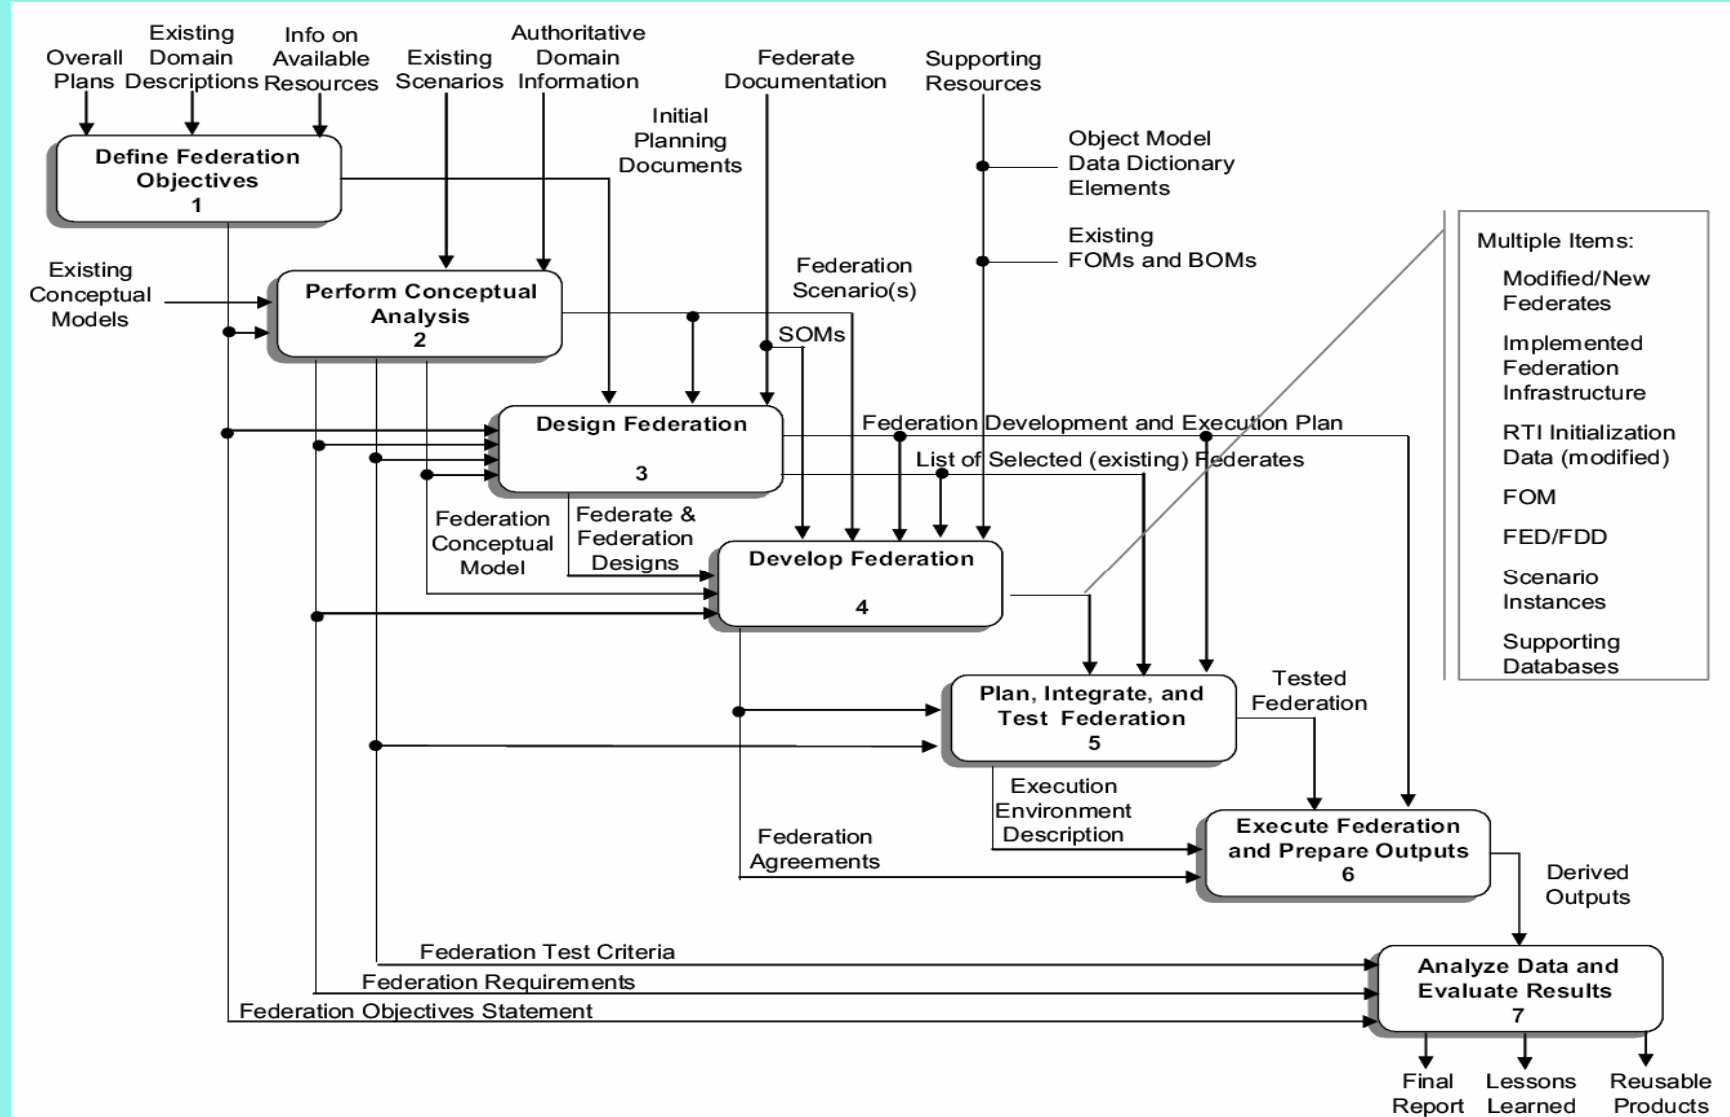 Overall
Plans
Existing
Domain
Descriptions
Info on
Available
Resources
Existing
Scenarios
Authoritative
Domain
Information
Federate
Documentation
Supporting
Resources
Initial
Planning
Documents
Object Model
Data Dictionary
Elements
Define Federation
Objectives
1
Existing
FOMs and BOMs
Multiple Items:
Modified/New
Federates
Implemented
Federation
Infrastructure
RTI Initialization
Data (modified)
FOM
FED/FDD
Scenario
Instances
Supporting
Databases
Existing
Conceptual
Models
Perform Conceptual
Analysis
2
Federation
Scenario(s)
SOMs
Design Federation
3
Federation Development and Execution Plan
List of Selected (existing) Federates
Federation
Conceptual
Model
Federate &
Federation
Designs
Develop Federation
4
Plan, Integrate, and
Test Federation
5
Tested
Federation
Execution
Environment
Description
Federation
Agreements
Execute Federation
and Prepare Outputs
6
Derived
Outputs
Federation Test Criteria
Federation Requirements
Federation Objectives Statement
Analyze Data and
Evaluate Results
7
Final
Report
Lessons
Learned
Reusable
Products